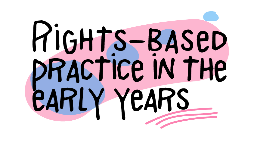 RIGHTS-BASED
PRACTICE IN THE
EARLY YEARS